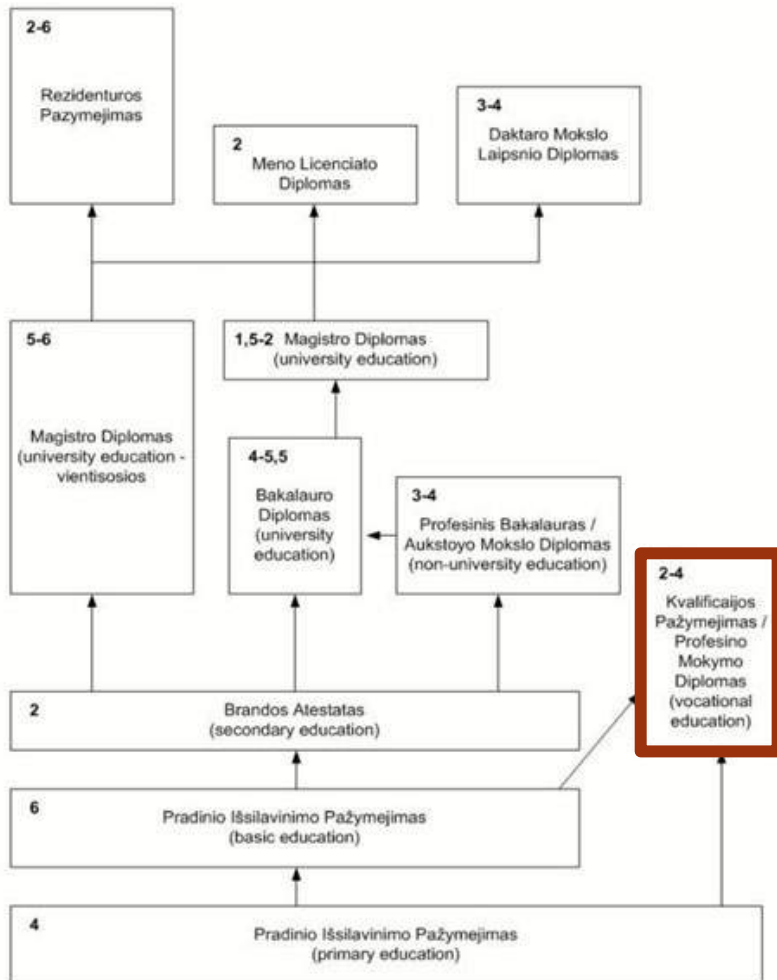 2-6
Rezidenturos
Pazymejimas
2
Meno Licenciato
Diplomas
3-4
Daktaro Mokslo
Laipsnio Diplomas
5-6
Magistro Diplomas
(university education -
vientisosios
1,5-2 Magistro Diplomas
(university education)
4-5,5
Bakalauro
Diplomas
(university
education)
3-4
Profesinis Bakalauras /
Aukstoyo Mokslo Diplomas
(non-university education)
2-4
Kvalificaijos
Pažymejimas /
Profesino
Mokymo
Diplomas
(vocational
education)
2 Brandos Atestatas
(secondary education)
6 Pradinio Išsilavinimo Pažymejimas
(basic education)
4 Pradinio Išsilavinimo Pažymejimas
(primary education)